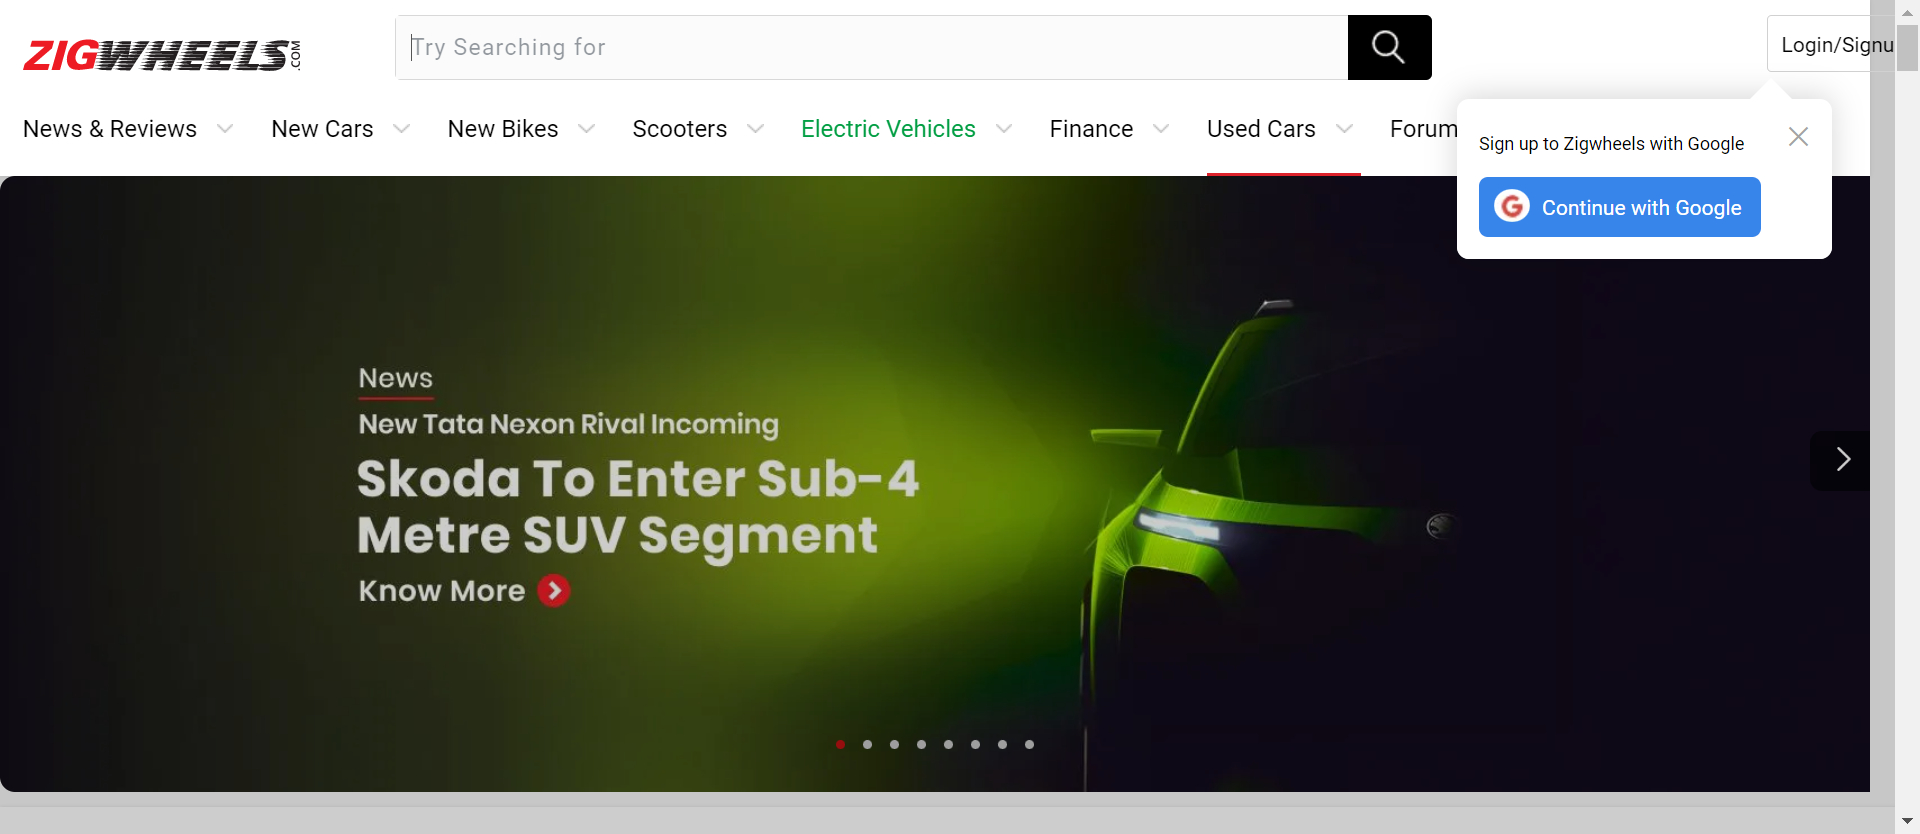 ZIGWHEELS.COM
Try Searching for
Login/Signu
News & Reviews
New Cars
New Bikes
Scooters
Electric Vehicles
Finance
Used Cars
Forum
Sign up to Zigwheels with Google
Continue with Google
News
New Tata Nexon Rival Incoming
Skoda To Enter Sub-4
Metre SUV Segment
Know More